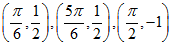 (π/6, 1/2), (5π/6, 1/2), (π/2, −1)